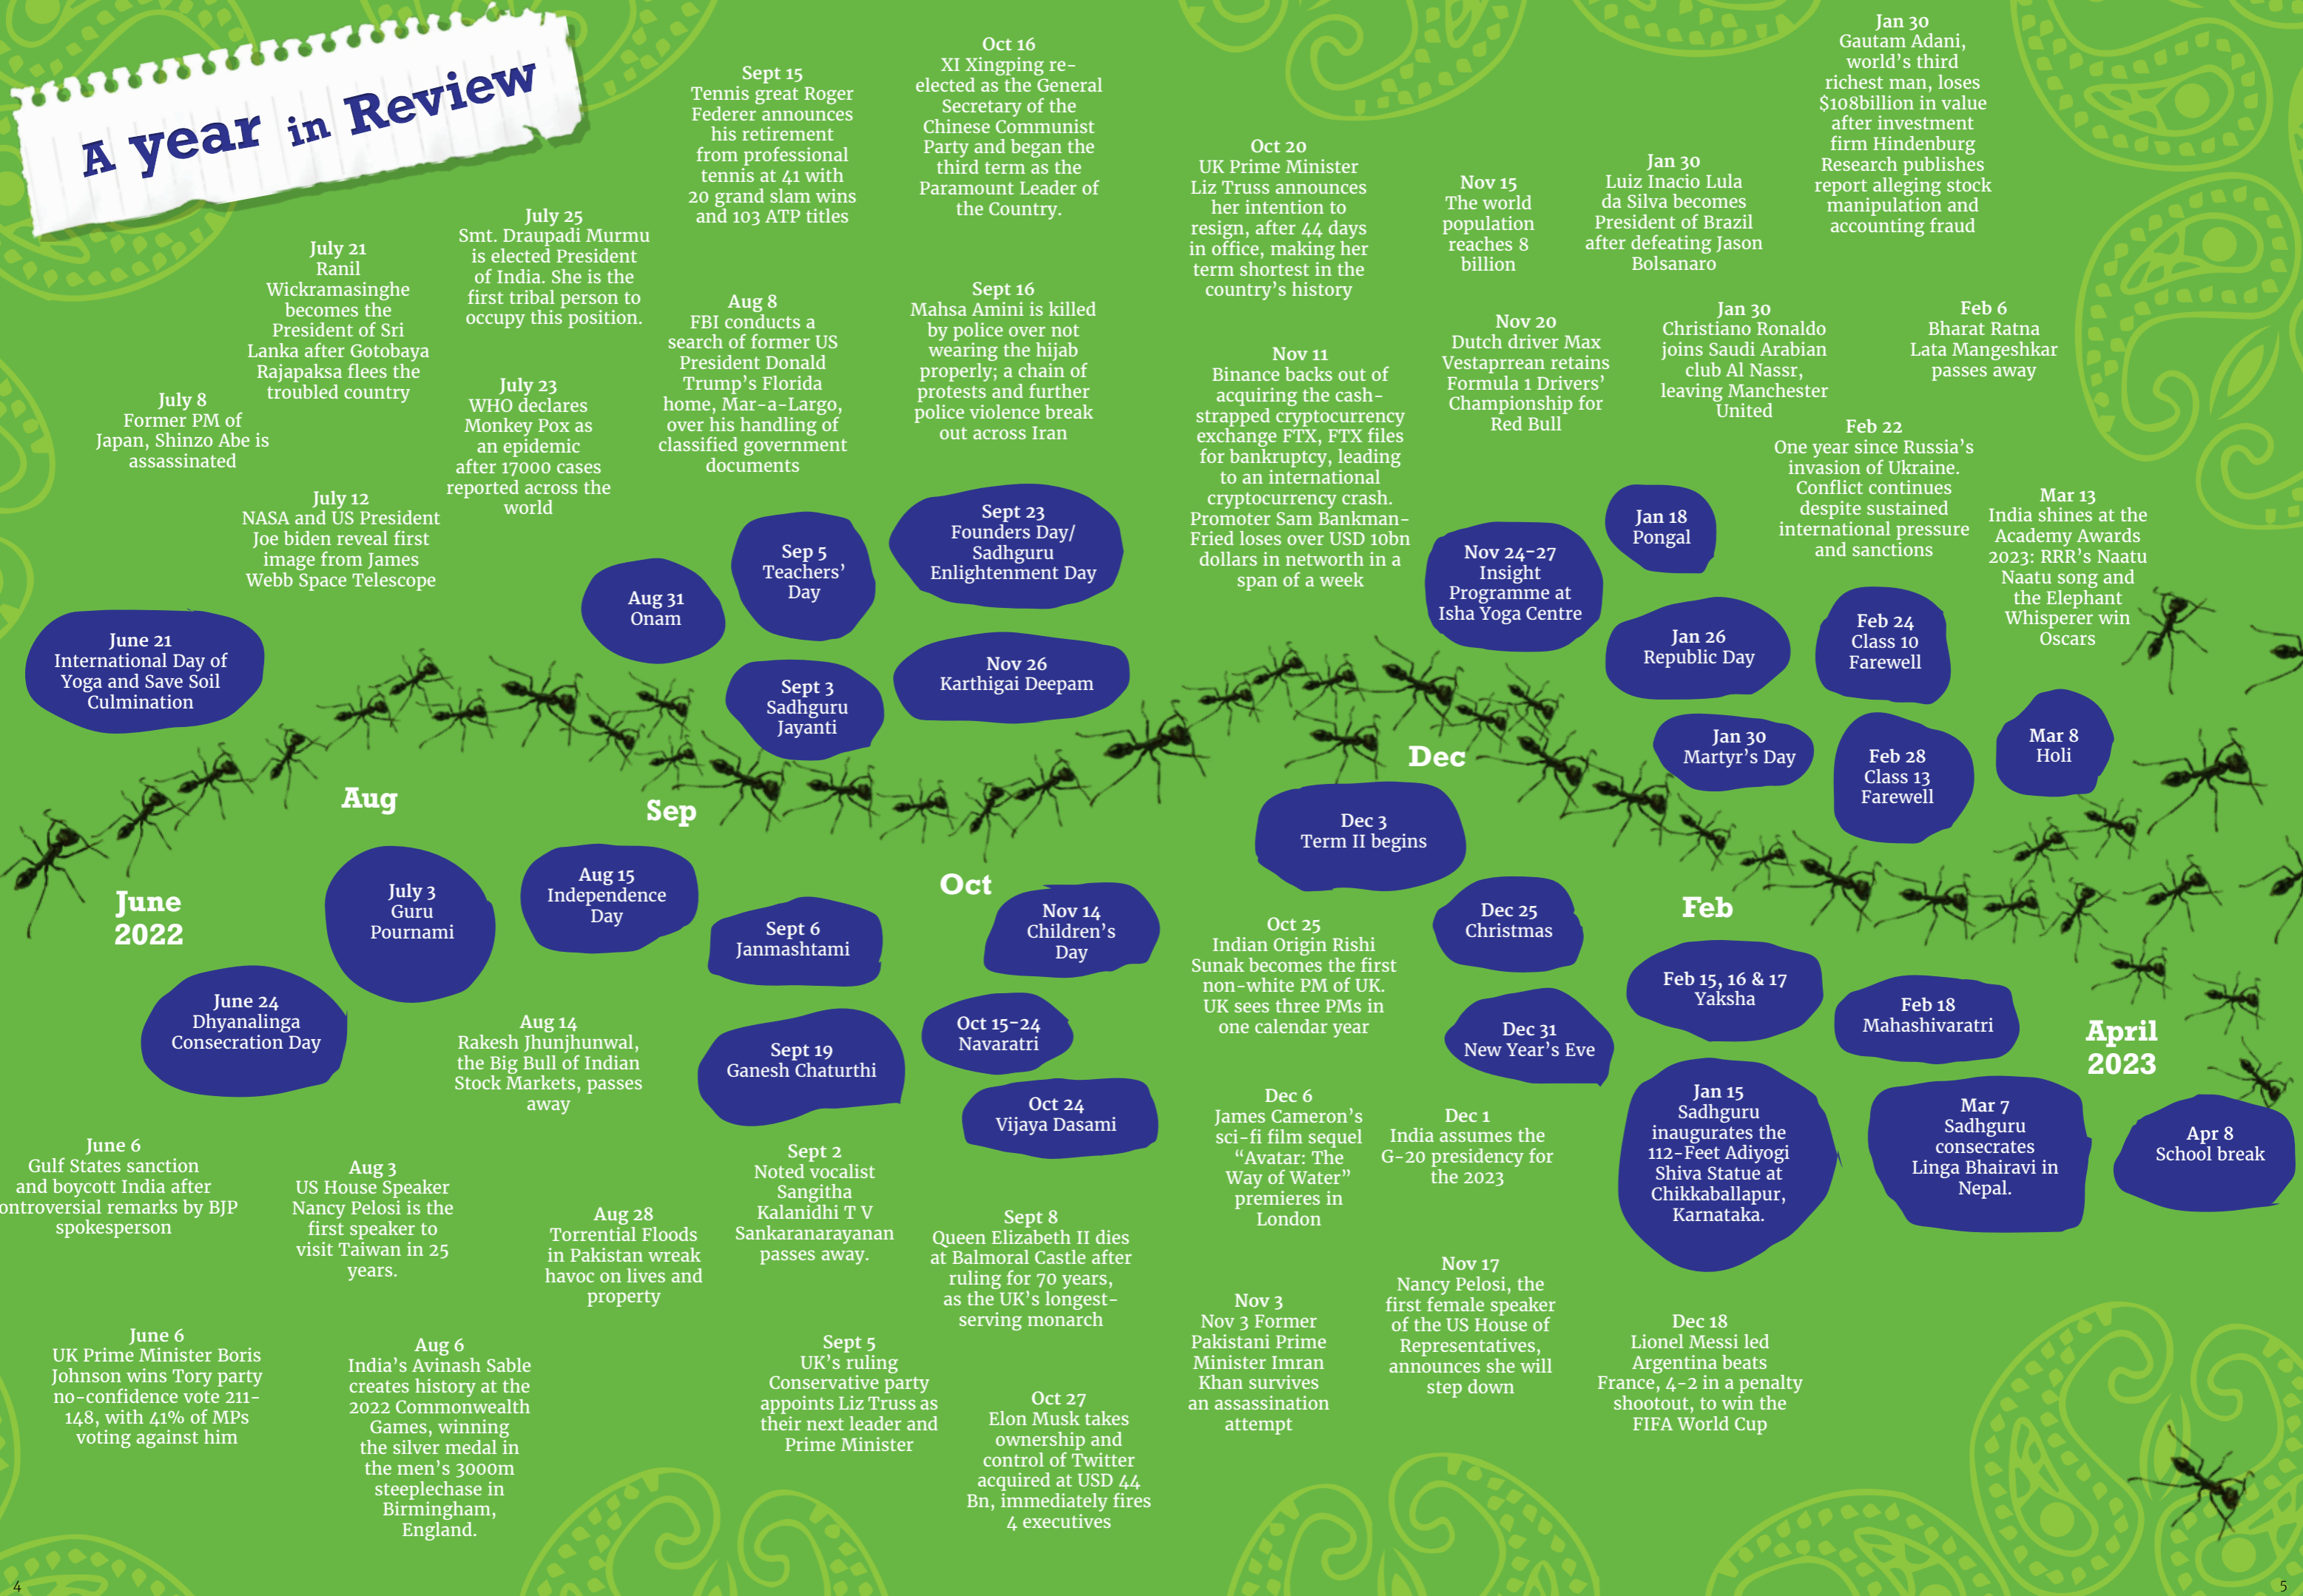 A year in Review
July 8
Former PM of
Japan, Shinzo Abe is
assassinated
July 21
Ranil
Wickramasinghe
becomes the
President of Sri
Lanka after Gotobaya
Rajapaksa flees the
troubled country
July 12
NASA and US President
Joe biden reveal first
image from James
Webb Space Telescope
July 25
Smt. Draupadi Murmu
is elected President
of India. She is the
first tribal person to
occupy this position.
July 23
WHO declares
Monkey Pox as
an epidemic
after 17000 cases
reported across the
world
Sept 15
Tennis great Roger
Federer announces
his retirement
from professional
tennis at 41 with
20 grand slam wins
and 103 ATP titles
Aug 8
FBI conducts a
search of former US
President Donald
Trump's Florida
home, Mar-a-Largo,
over his handling of
classified government
documents
Oct 16
XI Xingping re-
elected as the General
Secretary of the
Chinese Communist
Party and began the
third term as the
Paramount Leader of
the Country.
Sept 16
Mahsa Amini is killed
by police over not
wearing the hijab
properly; a chain of
protests and further
police violence break
out across Iran
Oct 20
UK Prime Minister
Liz Truss announces
her intention to
resign, after 44 days
in office, making her
term shortest in the
country's history
Nov 11
Binance backs out of
acquiring the cash-
strapped cryptocurrency
exchange FTX, FTX files
for bankruptcy, leading
to an international
cryptocurrency crash.
Promoter Sam Bankman-
Fried loses over USD 10bn
dollars in networth in a
span of a week
Nov 15
The world
population
reaches 8
billion
Nov 20
Dutch driver Max
Vestaprrean retains
Formula 1 Drivers'
Championship for
Red Bull
Jan 30
Luiz Inacio Lula
da Silva becomes
President of Brazil
after defeating Jason
Bolsanaro
Jan 30
Christiano Ronaldo
joins Saudi Arabian
club Al Nassr,
leaving Manchester
United
Jan 30
Gautam Adani,
world's third
richest man, loses
$108billion in value
after investment
firm Hindenburg
Research publishes
report alleging stock
manipulation and
accounting fraud
Feb 6
Bharat Ratna
Lata Mangeshkar
passes away
Feb 22
One year since Russia's
invasion of Ukraine.
Conflict continues
despite sustained
international pressure
and sanctions
Mar 13
India shines at the
Academy Awards
2023: RRR's Naatu
Naatu song and
the Elephant
Whisperer win
Oscars
June 21
International Day of
Yoga and Save Soil
Culmination
Aug 31
Onam
Sep 5
Teachers'
Day
Sept 3
Sadhguru
Jayanti
Sept 23
Founders Day/
Sadhguru
Enlightenment Day
Nov 26
Karthigai Deepam
Nov 24-27
Insight
Programme at
Isha Yoga Centre
Jan 18
Pongal
Jan 26
Republic Day
Jan 30
Martyr's Day
Feb 24
Class 10
Farewell
Feb 28
Class 13
Farewell
Mar 8
Holi
June
2022
Aug
Sep
Oct
Dec
Feb
April
2023
June 24
Dhyanalinga
Consecration Day
July 3
Guru
Pournami
Aug 15
Independence
Day
Sept 6
Janmashtami
Sept 19
Ganesh Chaturthi
Nov 14
Children's
Day
Oct 15-24
Navaratri
Oct 24
Vijaya Dasami
Dec 3
Term II begins
Dec 25
Christmas
Dec 31
New Year's Eve
Feb 15, 16 & 17
Yaksha
Feb 18
Mahashivaratri
Jan 15
Sadhguru
inaugurates the
112-Feet Adiyogi
Shiva Statue at
Chikkaballapur,
Karnataka.
Mar 7
Sadhguru
consecrates
Linga Bhairavi in
Nepal.
Apr 8
School break
June 6
Gulf States sanction
and boycott India after
ontroversial remarks by BJP
spokesperson
June 6
UK Prime Minister Boris
Johnson wins Tory party
no-confidence vote 211-
148, with 41% of MPs
voting against him
Aug 3
US House Speaker
Nancy Pelosi is the
first speaker to
visit Taiwan in 25
years.
Aug 6
India's Avinash Sable
creates history at the
2022 Commonwealth
Games, winning
the silver medal in
the men's 3000m
steeplechase in
Birmingham,
England.
Aug 14
Rakesh Jhunjhunwal,
the Big Bull of Indian
Stock Markets, passes
away
Aug 28
Torrential Floods
in Pakistan wreak
havoc on lives and
property
Sept 2
Noted vocalist
Sangitha
Kalanidhi T V
Sankaranarayanan
passes away.
Sept 5
UK's ruling
Conservative party
appoints Liz Truss as
their next leader and
Prime Minister
Sept 8
Queen Elizabeth II dies
at Balmoral Castle after
ruling for 70 years,
as the UK's longest-
serving monarch
Oct 27
Elon Musk takes
ownership and
control of Twitter
acquired at USD 44
Bn, immediately fires
4 executives
Oct 25
Indian Origin Rishi
Sunak becomes the first
non-white PM of UK.
UK sees three PMs in
one calendar year
Dec 6
James Cameron's
sci-fi film sequel
"Avatar: The
Way of Water"
premieres in
London
Dec 1
India assumes the
G-20 presidency for
the 2023
Nov 3
Nov 3 Former
Pakistani Prime
Minister Imran
Khan survives
an assassination
attempt
Nov 17
Nancy Pelosi, the
first female speaker
of the US House of
Representatives,
announces she will
step down
Dec 18
Lionel Messi led
Argentina beats
France, 4-2 in a penalty
shootout, to win the
FIFA World Cup
4
5